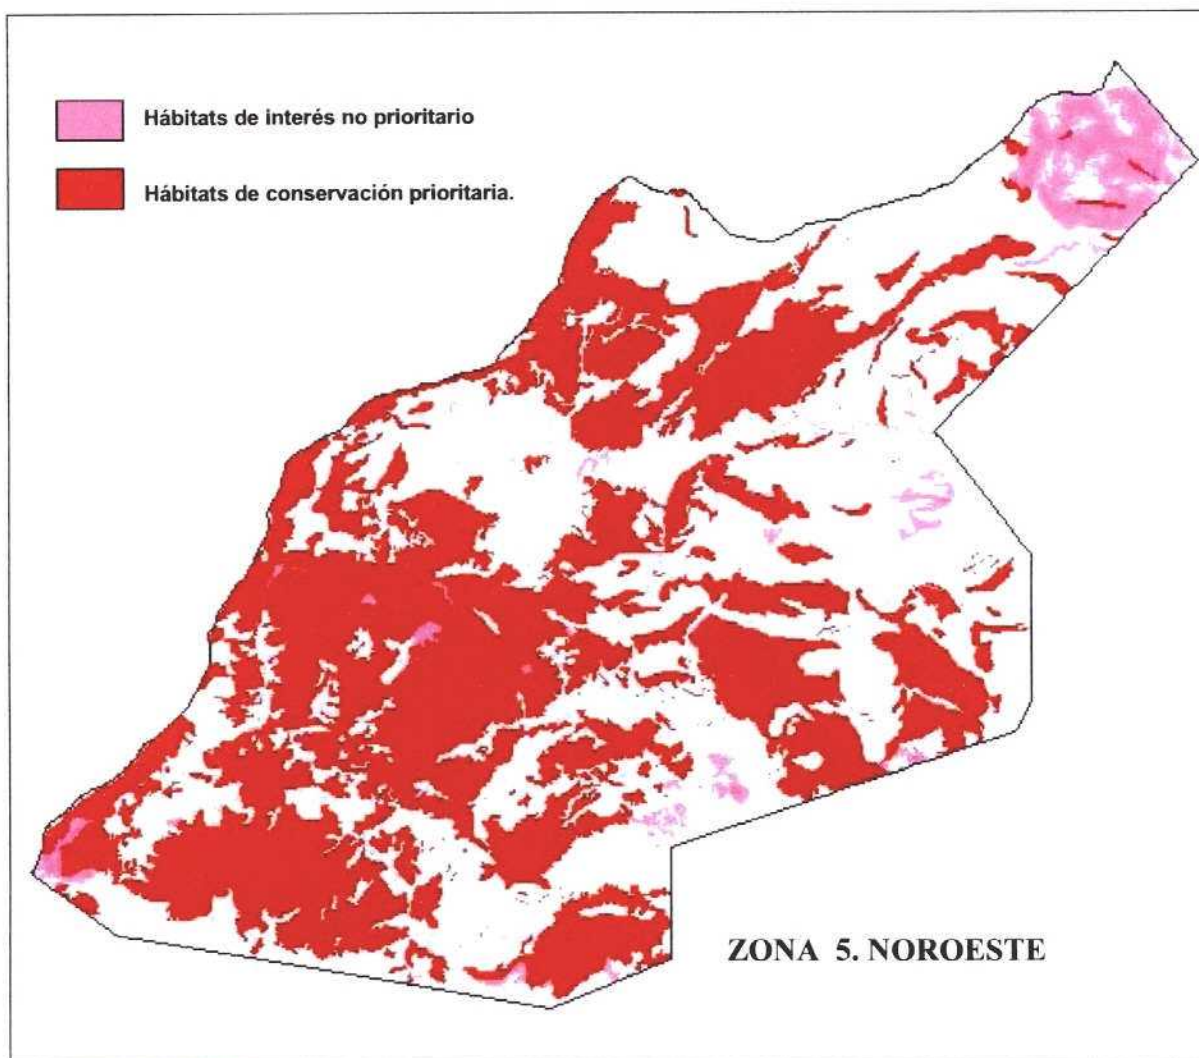 Hábitats de interés no prioritario
Hábitats de conservación prioritaria.
ZONA 5. NOROESTE